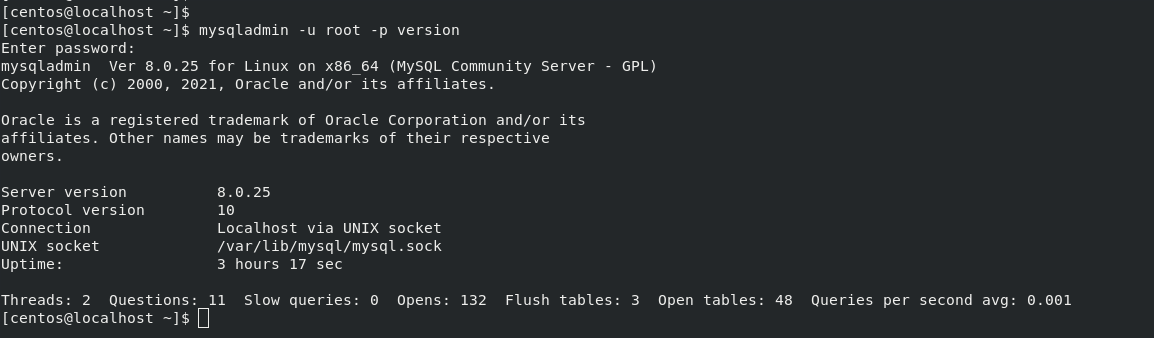 [centos@localhost ~]$
[centos@localhost ~]$ mysqladmin -u root -p version
Enter password:
mysqladmin  Ver 8.0.25 for Linux on x86_64 (MySQL Community Server - GPL)
Copyright (c) 2000, 2021, Oracle and/or its affiliates.

Oracle is a registered trademark of Oracle Corporation and/or its
affiliates. Other names may be trademarks of their respective
owners.

Server version          8.0.25
Protocol version        10
Connection              Localhost via UNIX socket
UNIX socket             /var/lib/mysql/mysql.sock
Uptime:                 3 hours 17 sec

Threads: 2  Questions: 11  Slow queries: 0  Opens: 132  Flush tables: 3  Open tables: 48  Queries per second avg: 0.001
[centos@localhost ~]$